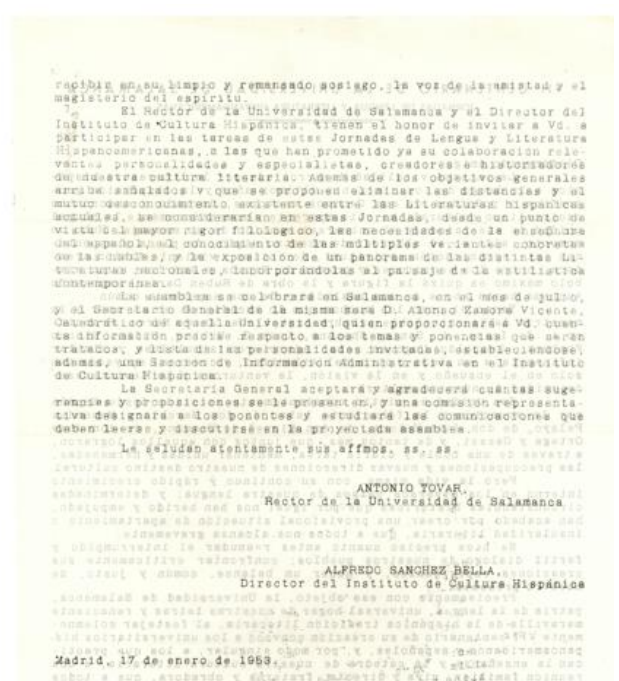 recibir en su limpio y remansado sosiego, la voz de la amistad y el
magisterio del espíritu.
El Rector de la Universidad de Salamanca y el Director del
Instituto de Cultura Hispánica, tienen el honor de invitar a Vd. a
participar en las tareas de estas Jornadas de Lengua y Literatura
Hispanoamericanas, a las que han prometido ya su colaboración rele-
vantes personalidades y especialistas, creadores e historiadores
de nuestra cultura literaria. Además de los objetivos generales
arriba señalados y que se proponen eliminar las distancias y el
mutuo desconocimiento existente entre las Literaturas hispánicas
actuales, se considerarían en estas Jornadas, desde un punto de
vista del mayor rigor filologico, las necesidades de la enseñanza
del español, el conocimiento de las múltiples variantes concretas
de las hablas, y la exposición de un panorama de las distintas Li-
teraturas nacionales, incorporándolas al paisaje de la estilística
contemporánea.
La asamblea se celebrará en Salamanca, en el mes de julio,
y el Secretario General de la misma será D. Alonso Zamora Vicente,
Catedrático de aquella Universidad, quien proporcionará a Vd. cuan-
ta información precise respecto a los temas y ponencias que serán
tratados, y lista de las personalidades invitadas, estableciéndose,
además, una Sección de Información Administrativa en el Instituto
de Cultura Hispánica.
La Secretaría General aceptará y agradecerá cuantas suge-
rencias y proposiciones se le presenten, y una comisión representa-
tiva designará a los ponentes y estudiará las comunicaciones que
deben leerse y discutirse en la proyectada asamblea.
Le saludan atentamente sus affmos. ss. ss.
ANTONIO TOVAR,
Rector de la Universidad de Salamanca
ALFREDO SANCHEZ BELLA,
Director del Instituto de Cultura Hispánica
Madrid, 17 de enero de 1953.